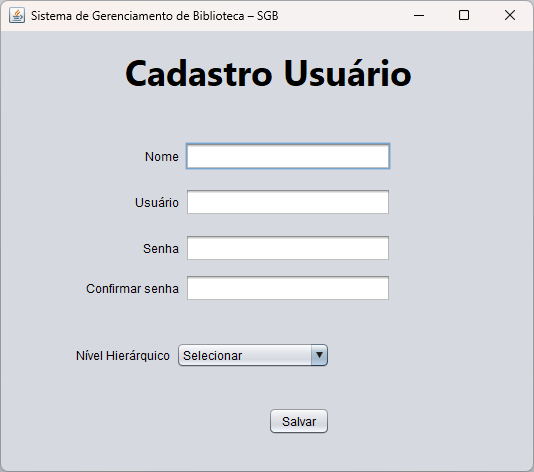 Sistema de Gerenciamento de Biblioteca – SGB
Cadastro Usuário
Nome
Usuário
Senha
Confirmar senha
Nível Hierárquico Selecionar
Salvar